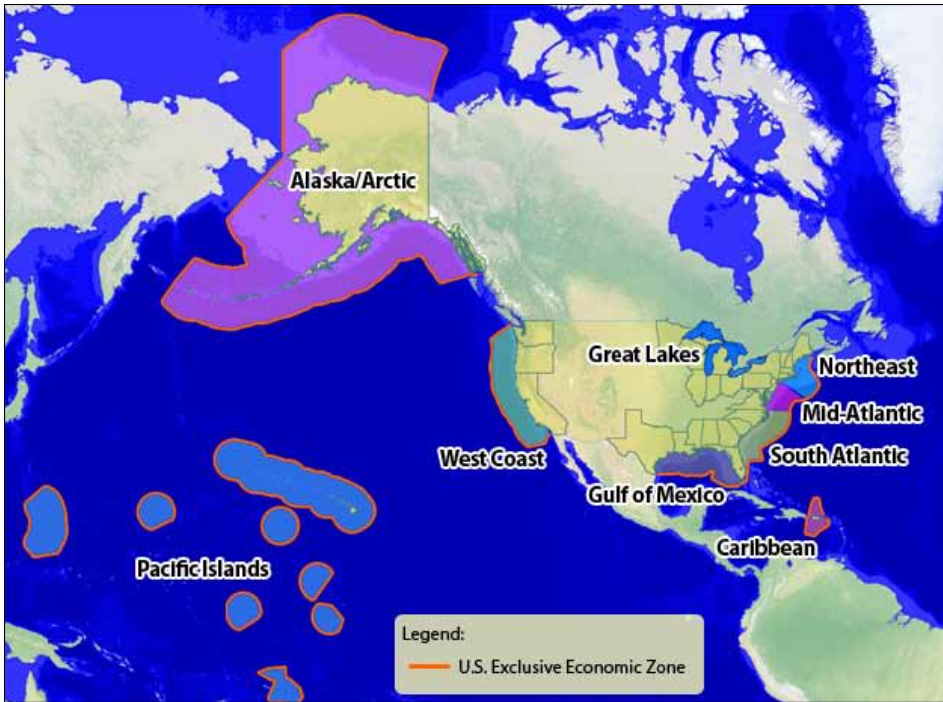 Alaska/Arctic
Great Lakes
Northeast
Mid-Atlantic
West Coast
South Atlantic
Gulf of Mexico
Caribbean
Pacific Islands
Legend:
U.S. Exclusive Economic Zone